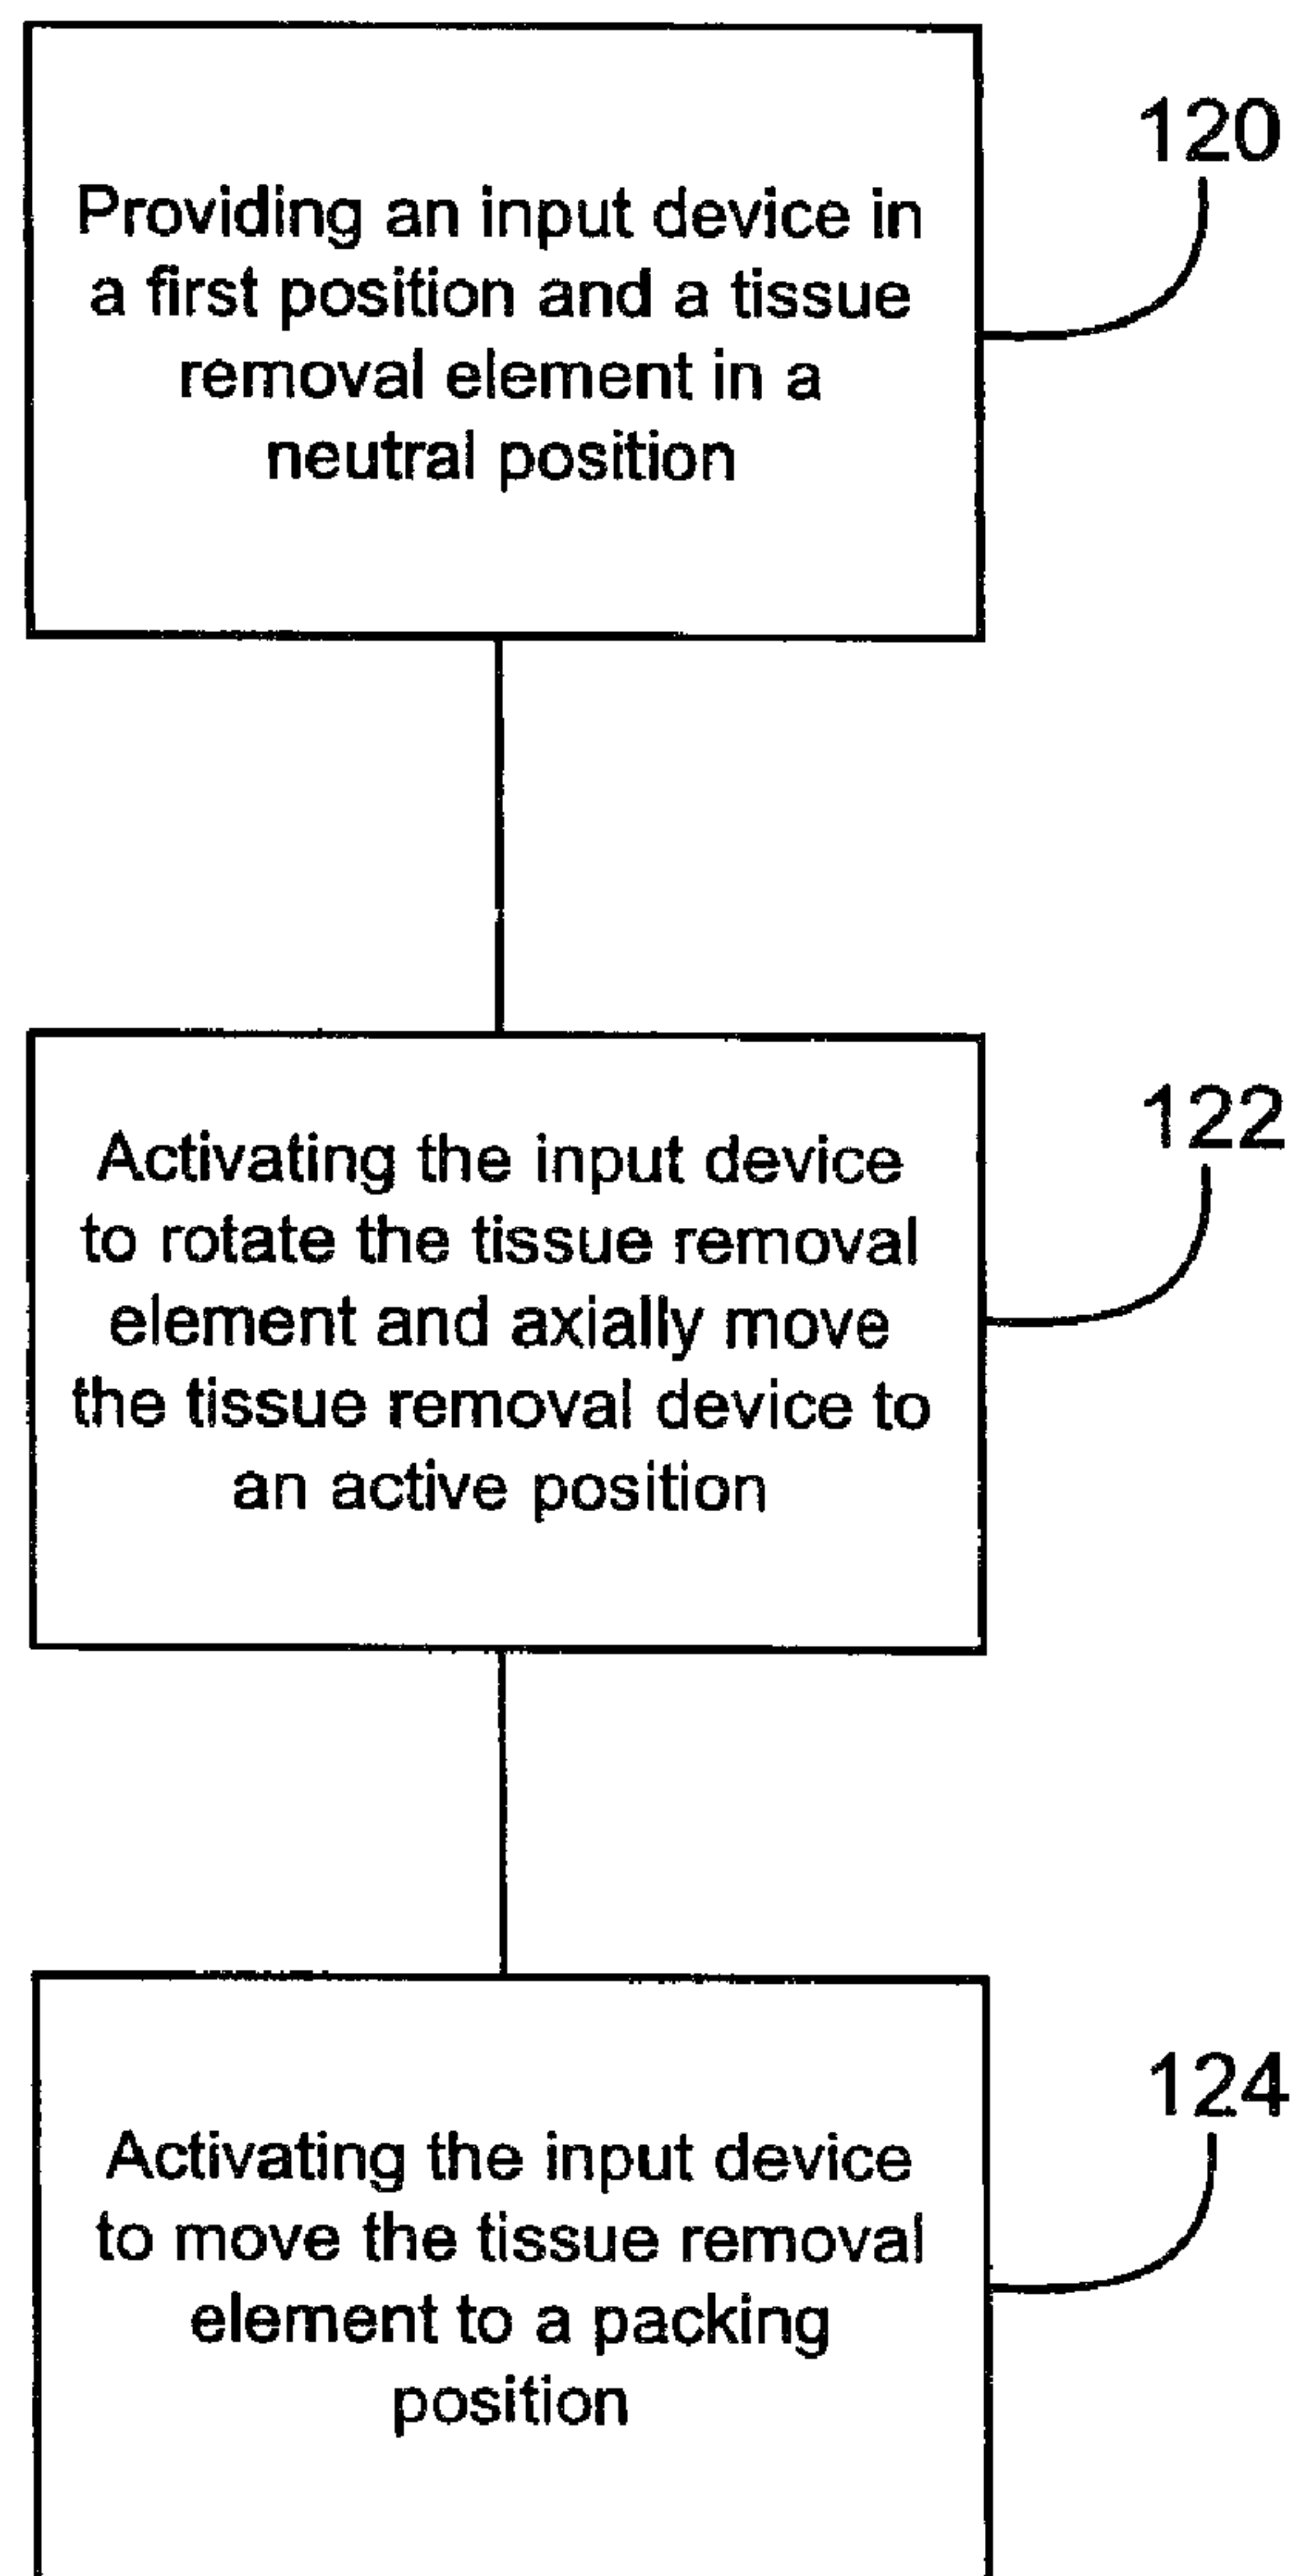 120
Providing an input device in
a first position and a tissue
removal element in a
neutral position
122
Activating the input device
to rotate the tissue removal
element and axially move
the tissue removal device to
an active position
124
Activating the input device
to move the tissue removal
element to a packing
position